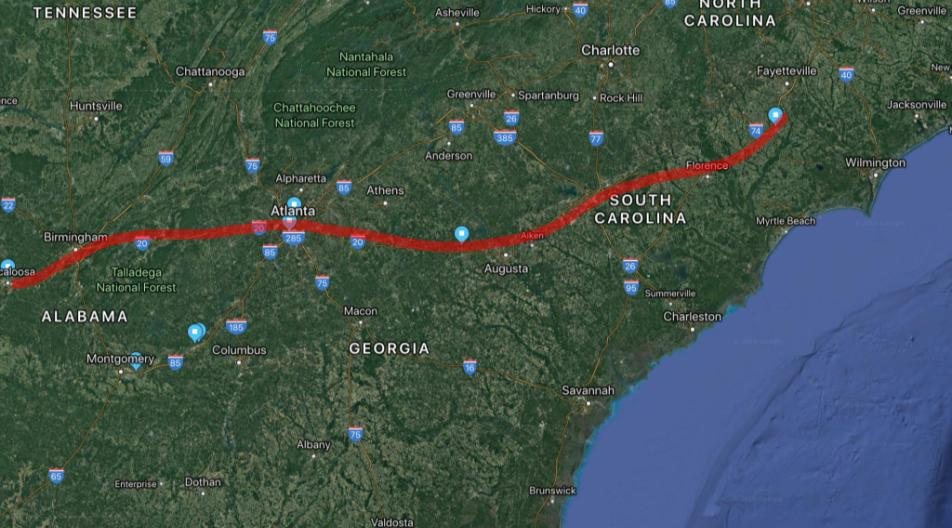 TENNESSEE
Asheville
Hickory
40
85
NORTH
CAROLINA
Greenville
75
Charlotte
Chattanooga
Nantahala
National Forest
Fayetteville
40
Huntsville
Greenville
Spartanburg
Rock Hill
Jacksonville
Chattahoochee
National Forest
26
85
385
77
74
59
75
Anderson
Florence
Wilmington
Alpharetta
85
Athens
22
Atlanta
SOUTH
CAROLINA
Myrtle Beach
Birmingham
20
20
285
20
Aiken
85
caloosa
Talladega
National Forest
Augusta
26
75
95
Summerville
ALABAMA
Macon
Charleston
185
Montgomery
85
Columbus
GEORGIA
16
Savannah
75
Albany
65
Enterprise
Dothan
Brunswick
Valdosta